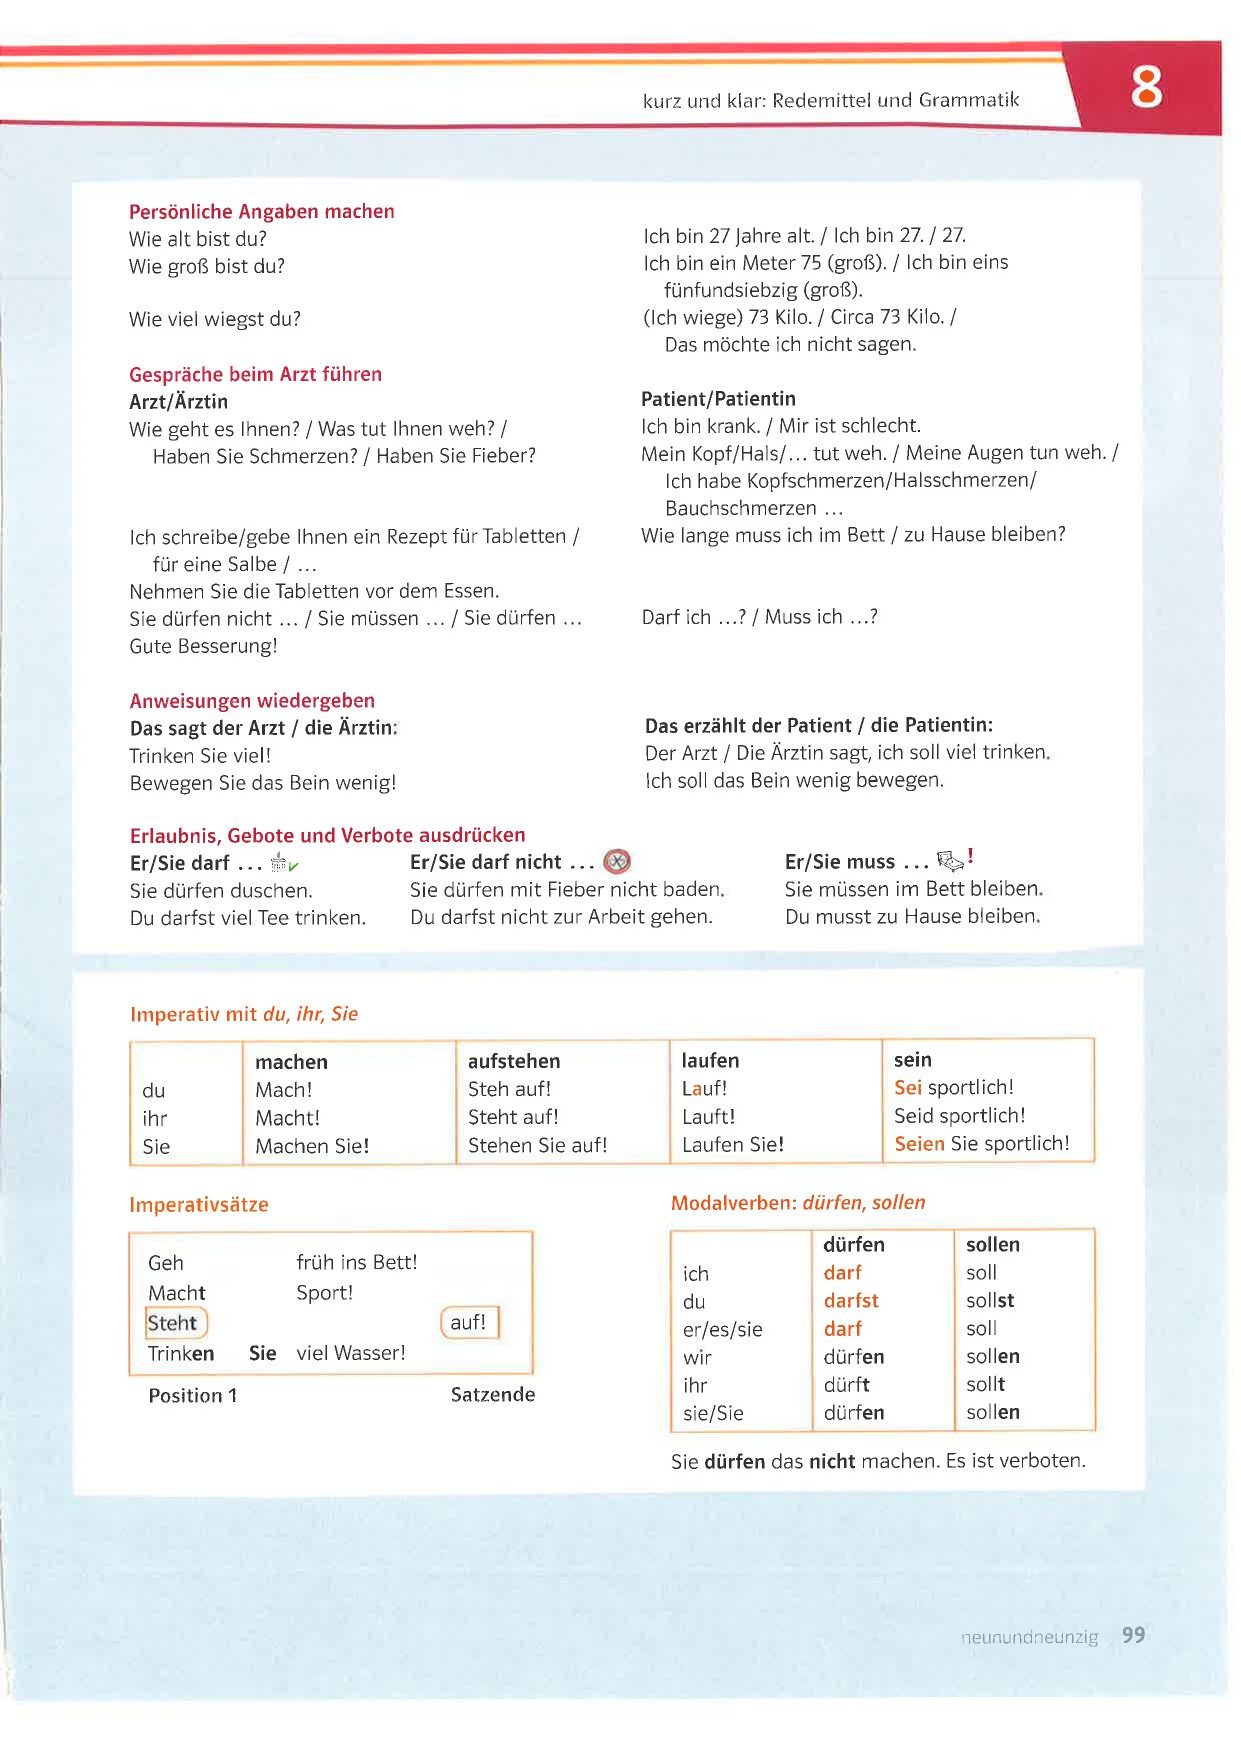 kurz und klar: Redemittel und Grammatik
8
Persönliche Angaben machen
Wie alt bist du?
Ich bin 27 Jahre alt. / Ich bin 27. / 27.
Wie groß bist du?
Ich bin ein Meter 75 (groß). / Ich bin eins
fünfundsiebzig (groß).
Wie viel wiegst du?
(Ich wiege) 73 Kilo. / Circa 73 Kilo. /
Das möchte ich nicht sagen.
Gespräche beim Arzt führen
Arzt/Ärztin
Patient/Patientin
Wie geht es Ihnen? / Was tut Ihnen weh? /
Ich bin krank. / Mir ist schlecht.
Haben Sie Schmerzen? / Haben Sie Fieber?
Mein Kopf/Hals/... tut weh. / Meine Augen tun weh. /
Ich habe Kopfschmerzen/Halsschmerzen/
Bauchschmerzen ...
Ich schreibe/gebe Ihnen ein Rezept für Tabletten /
Wie lange muss ich im Bett / zu Hause bleiben?
für eine Salbe / ...
Nehmen Sie die Tabletten vor dem Essen.
Sie dürfen nicht ... / Sie müssen ... / Sie dürfen ...
Darf ich ...? / Muss ich ...?
Gute Besserung!
Anweisungen wiedergeben
Das sagt der Arzt / die Ärztin:
Das erzählt der Patient / die Patientin:
Trinken Sie viel!
Der Arzt / Die Ärztin sagt, ich soll viel trinken.
Bewegen Sie das Bein wenig!
Ich soll das Bein wenig bewegen.
Erlaubnis, Gebote und Verbote ausdrücken
Er/Sie darf ...
Er/Sie darf nicht ...
Er/Sie muss ... !
Sie dürfen duschen.
Sie dürfen mit Fieber nicht baden.
Sie müssen im Bett bleiben.
Du darfst viel Tee trinken.
Du darfst nicht zur Arbeit gehen.
Du musst zu Hause bleiben.
Imperativ mit du, ihr, Sie
machen aufstehen laufen sein
du Mach! Steh auf! Lauf! Sei sportlich!
ihr Macht! Steht auf! Lauft! Seid sportlich!
Sie Machen Sie! Stehen Sie auf! Laufen Sie! Seien Sie sportlich!
Imperativsätze
Geh früh ins Bett!
Macht Sport!
Steht auf!
Trinken Sie viel Wasser!
Position 1 Satzende
Modalverben: dürfen, sollen
dürfen sollen
ich darf soll
du darfst sollst
er/es/sie darf soll
wir dürfen sollen
ihr dürft sollt
sie/Sie dürfen sollen
Sie dürfen das nicht machen. Es ist verboten.
neunundneunzig 99